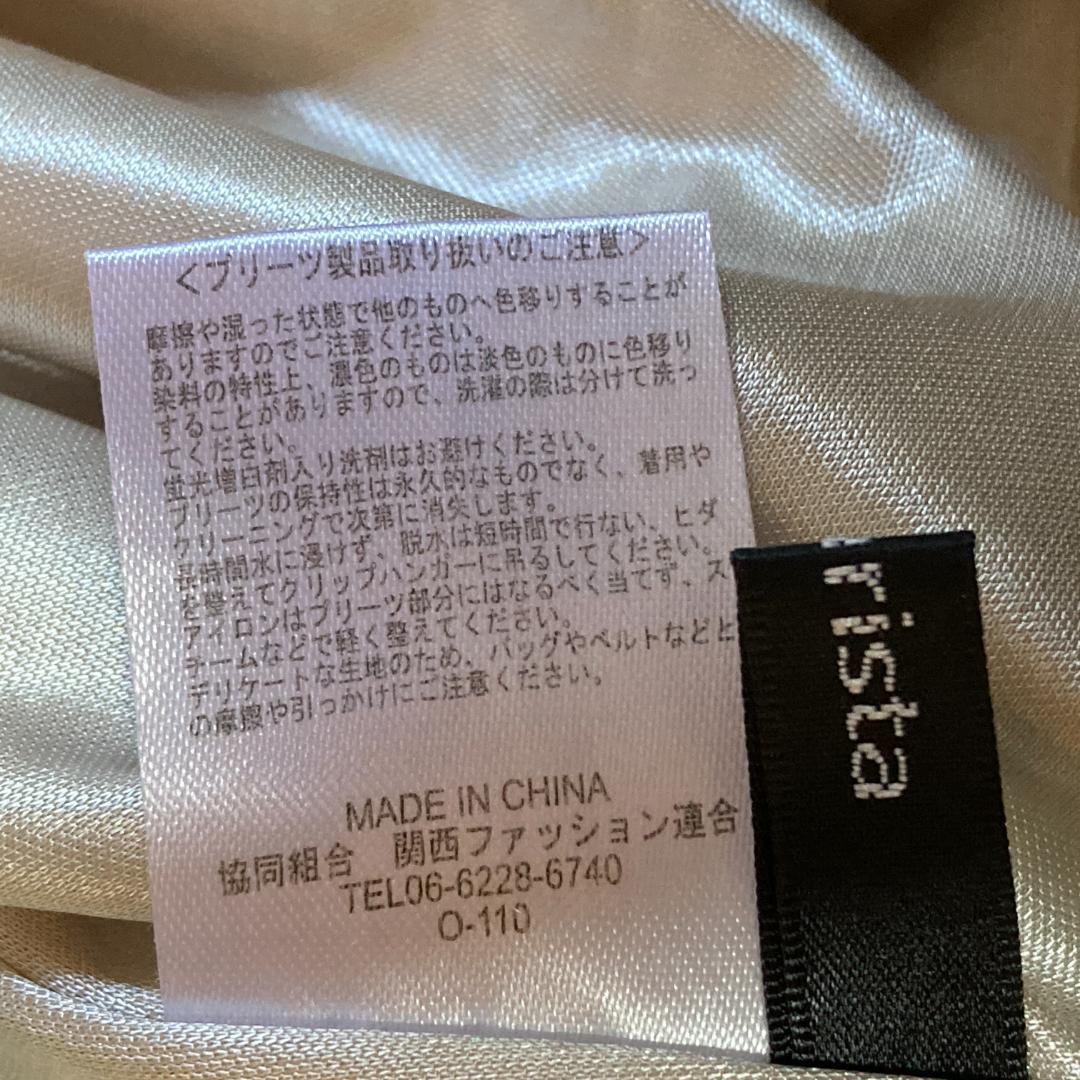 <プリーツ製品取り扱いのご注意>
摩擦や湿った状態で他のものへ色移りすることが
ありますのでご注意ください。
染料の特性上、濃色のものは淡色のものに色移り
することがありますので、洗濯の際は分けて洗っ
てください。
蛍光増白剤入り洗剤はお避けください。
プリーツの保持性は永久的なものでなく、着用や
クリーニングで次第に消失します。
長時間水に浸けず、脱水は短時間で行ない、ヒダ
を整えてクリップハンガーに吊るしてください。
アイロンはプリーツ部分にはなるべく当てず、ス
チームなどで軽く整えてください。
デリケートな生地のため、バッグやベルトなどと
の摩擦や引っかけにご注意ください。
MADE IN CHINA
協同組合 関西ファッション連合
TEL06-6228-6740
O-110
rista